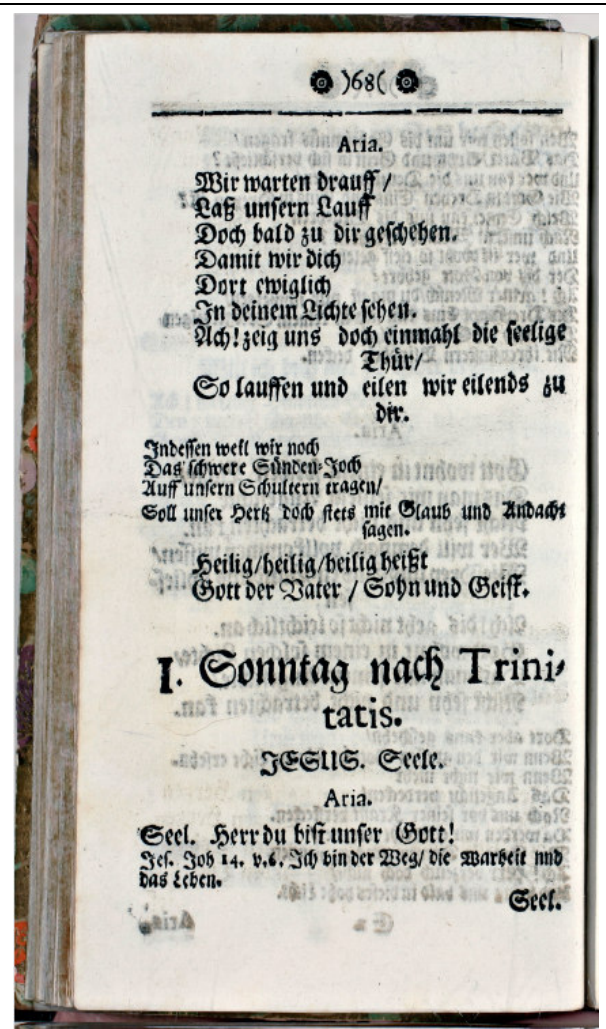 )68(
Aria.
Wir warten drauff /
Laß unsern Lauff
Doch bald zu dir geschehen.
Damit wir dich
Dort ewiglich
In deinem Lichte sehen.
Ach! zeig uns doch einmahl die seelige
Thür/
So lauffen und eilen wir eilends zu
dir.
Indessen weil wir noch
Das schwere Sünden-Joch
Auff unsern Schultern tragen/
Soll unser Hertz doch stets mit Glaub und Andacht
sagen.
Heilig/heilig/heilig heißt
Gott der Vater / Sohn und Geist.
I. Sonntag nach Trini-
tatis.
JESUS. Seele.
Aria.
Seel. Herr du bist unser Gott!
Jes. Joh 14. v.6. Ich bin der Weg/ die Warheit nnd
das Leben.
Seel.